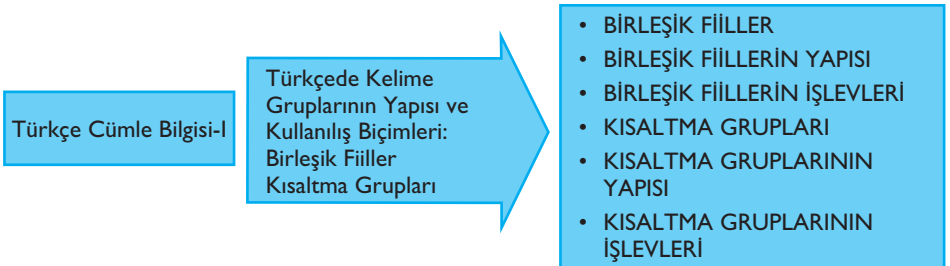 Türkçe Cümle Bilgisi-I
Türkçede Kelime
Gruplarının Yapısı ve
Kullanılış Biçimleri:
Birleşik Fiiller
Kısaltma Grupları
• BİRLEŞİK FİİLLER
• BİRLEŞİK FİİLLERİN YAPISI
• BİRLEŞİK FİİLLERİN İŞLEVLERİ
• KISALTMA GRUPLARI
• KISALTMA GRUPLARININ
YAPISI
• KISALTMA GRUPLARININ
İŞLEVLERİ